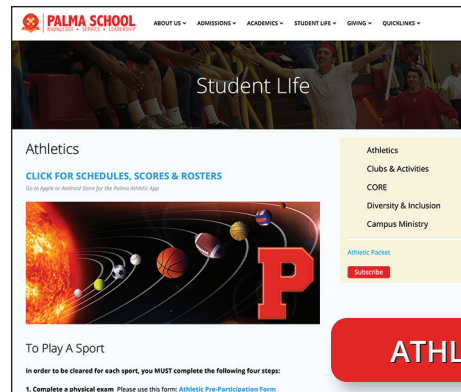 PALMA SCHOOL
KNOWLEDGE • SERVICE • LEADERSHIP
ABOUT US ADMISSIONS ACADEMICS STUDENT LIFE GIVING QUICKLINKS
Student LIfe
Athletics
CLICK FOR SCHEDULES, SCORES & ROSTERS
Go to Apple or Android Store for the Palma Athletic App
P
To Play A Sport
In order to be cleared for each sport, you MUST complete the following four steps:
1. Complete a physical exam Please use this form: Athletic Pre-Participation Form
Athletics
Clubs & Activities
CORE
Diversity & Inclusion
Campus Ministry
Athletic Packet
Subscribe
ATHL